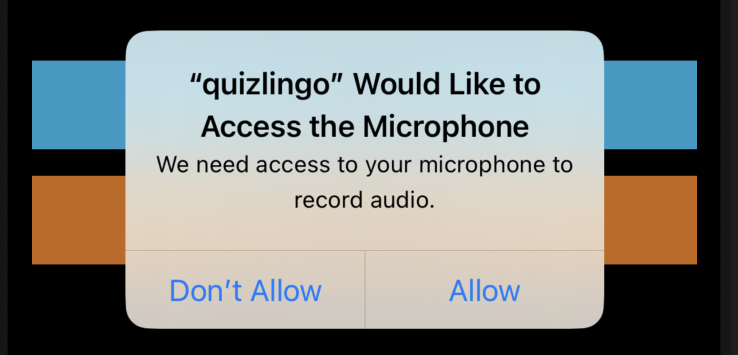 “quizlingo” Would Like to
Access the Microphone
We need access to your microphone to
record audio.
Don’t Allow
Allow